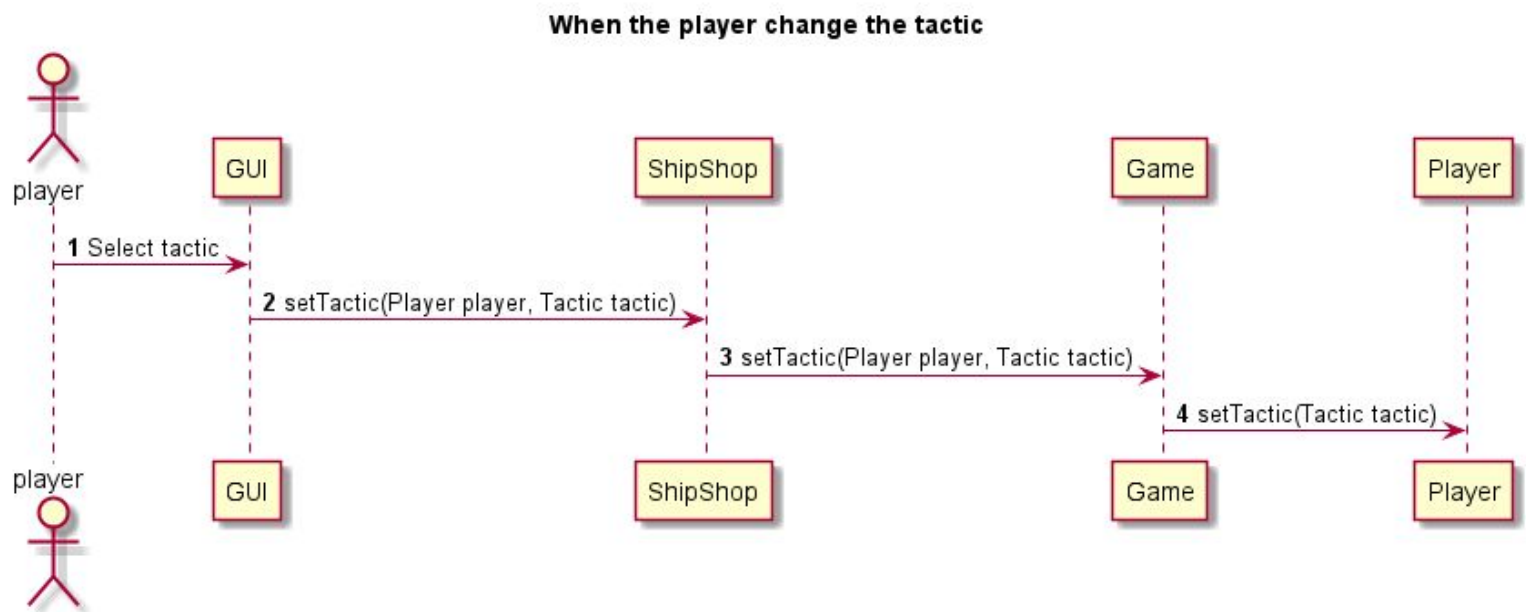 When the player change the tactic
player
GUI
ShipShop
Game
Player
1 Select tactic
2 setTactic(Player player, Tactic tactic)
3 setTactic(Player player, Tactic tactic)
4 setTactic(Tactic tactic)
player
GUI
ShipShop
Game
Player